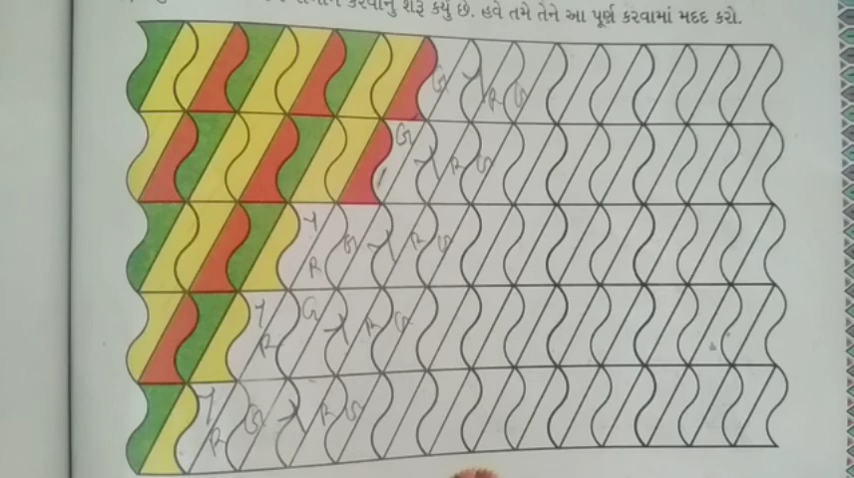 કરવાનું શરૂ કર્યું છે. હવે તમે તેને આ પૂર્ણ કરવામાં મદદ કરો.
G Y R G
G Y R G
Y R G Y R G
Y R G Y R G
Y R G Y R G